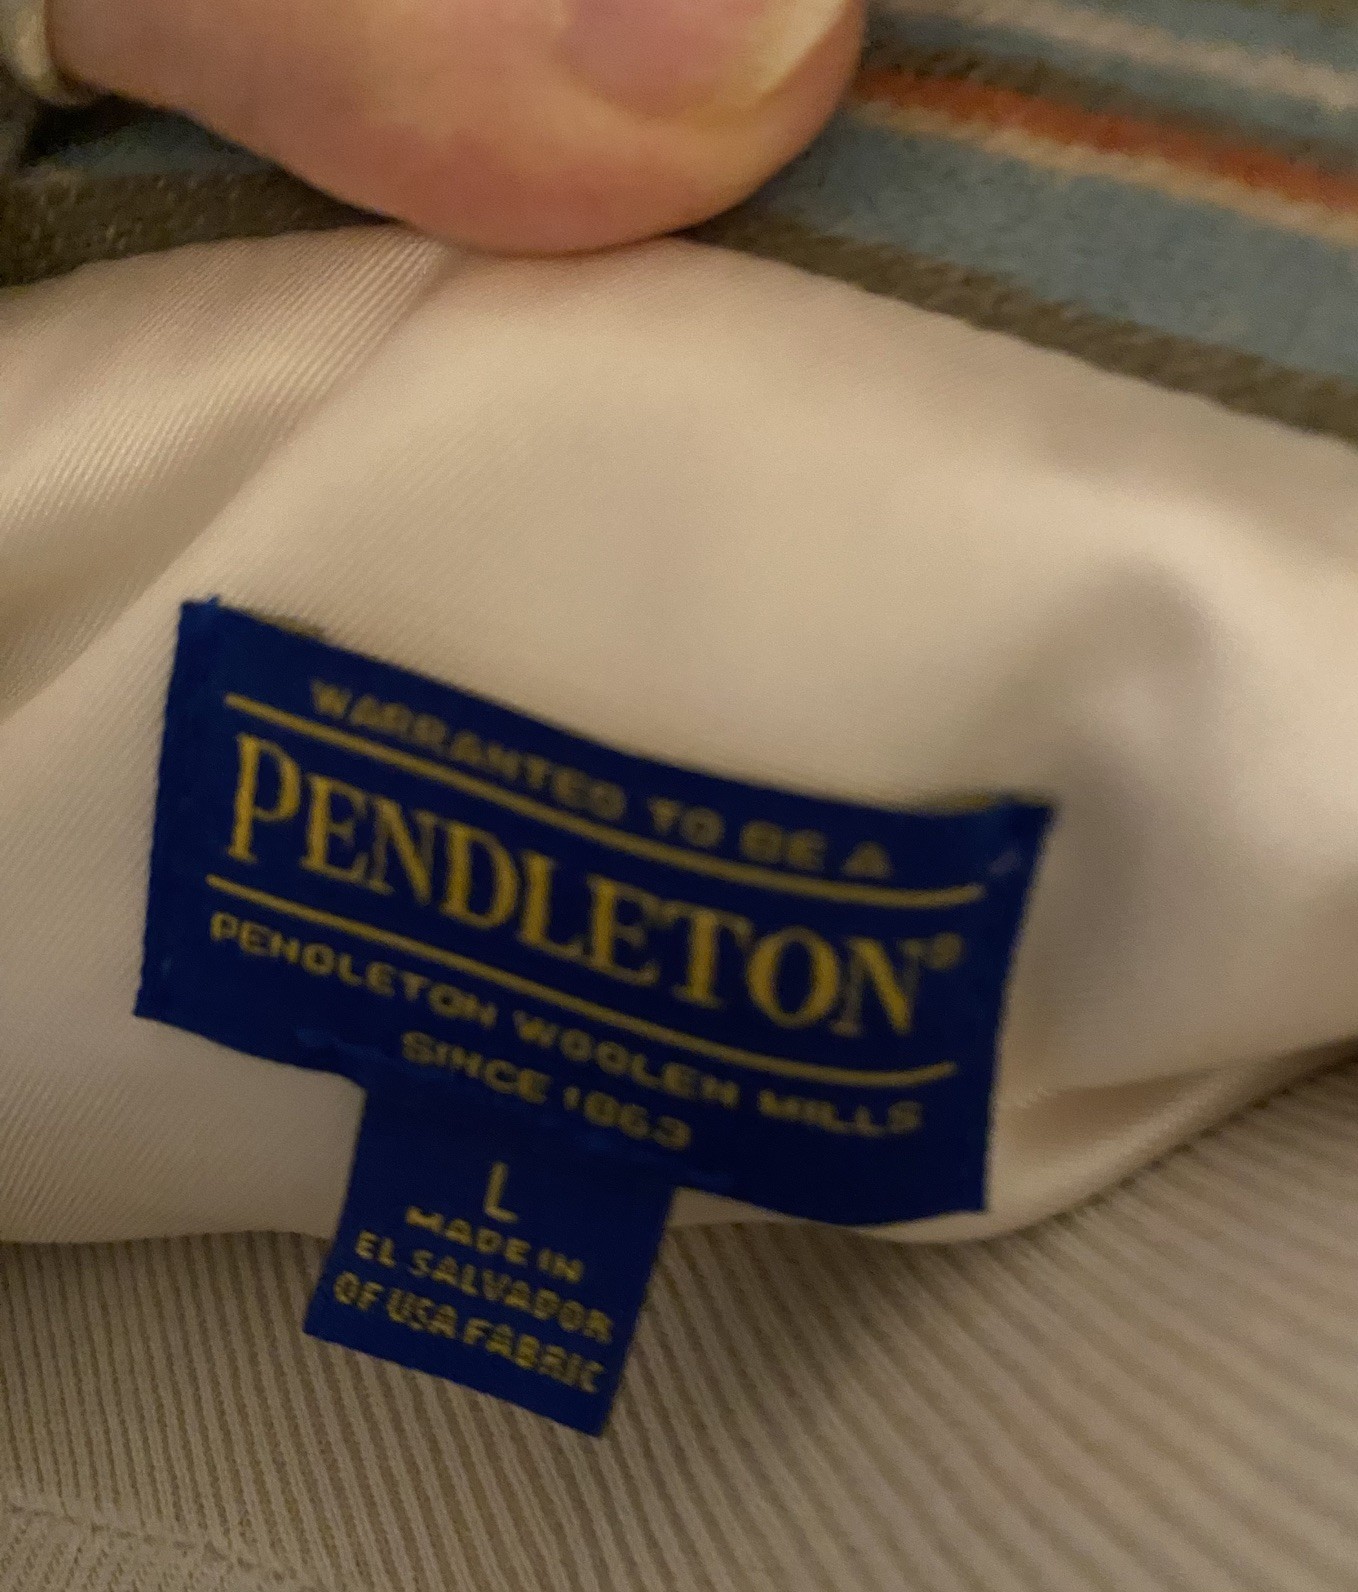 WARRANTED TO BE A
PENDLETON®
PENDLETON WOOLEN MILLS
SINCE 1863
L
MADE IN
EL SALVADOR
OF USA FABRIC